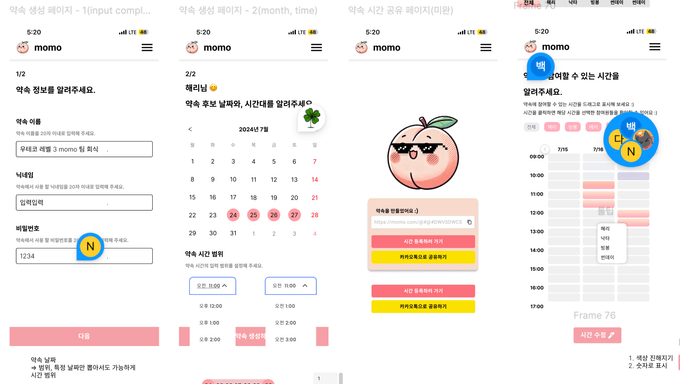 약속 생성 페이지 - 1(input compl...
5:20
LTE 48
momo
1/2
약속 정보를 알려주세요.
약속 이름
약속 이름을 20자 이내로 입력해 주세요.
우테코 레벨 3 momo 팀 회식
닉네임
약속에서 사용 할 닉네임을 20자 이내로 입력해 주세요.
입력입력
비밀번호
약속에서 사용 할 비밀번호를
해 주세요.
1234
N
다음
약속 날짜
⇒ 범위, 특정 날짜만 뽑아서도 가능하게
시간 범위
약속 생성 페이지 - 2(month, time)
5:20
LTE 48
momo
2/2
해리님 😊
약속 후보 날짜와, 시간대를 알려주세요
< 2024년 7월
월 화 수 목 금 토 일
1 2 3 4 5 6 7
8 9 10 11 12 13 14
15 16 17 18 19 20 21
22 23 24 25 26 27 28
29 30 31 1 2 3 4
약속 시간 범위
약속 시간의 입력 범위를 설정해 주세요.
오전 11:00 오전 11:00
오후 12:00 오전 1:00
오후 1:00 오전 2:00
오후 2:00 오전 3:00
약속 생성하
1
약속 시간 공유 페이지(미완)
5:20
LTE 48
momo
약속을 만들었어요 :)
시간 등록하러 가기
카카오톡으로 공유하기
시간 등록하러 가기
카카오톡으로 공유하기
Frame 76
전체 해리 낙타 빙봉 썬데이
5:20
LTE 48
momo
백
참여할 수 있는 시간을
알려주세요.
약속에 참여할 수 있는 시간을 드래그로 표시해 보세요 :)
시간을 클릭하면 해당 시간을 선택한 참여원들을
전체 해리
백
다
N
7/15 7/16
09:00
10:00
11:00
12:00
13:00
14:00
15:00
16:00
17:00
툴팁
해리
낙타
빙봉
썬데이
Frame 76
시간 수정
1. 색상 진해지기
2. 숫자로 표시